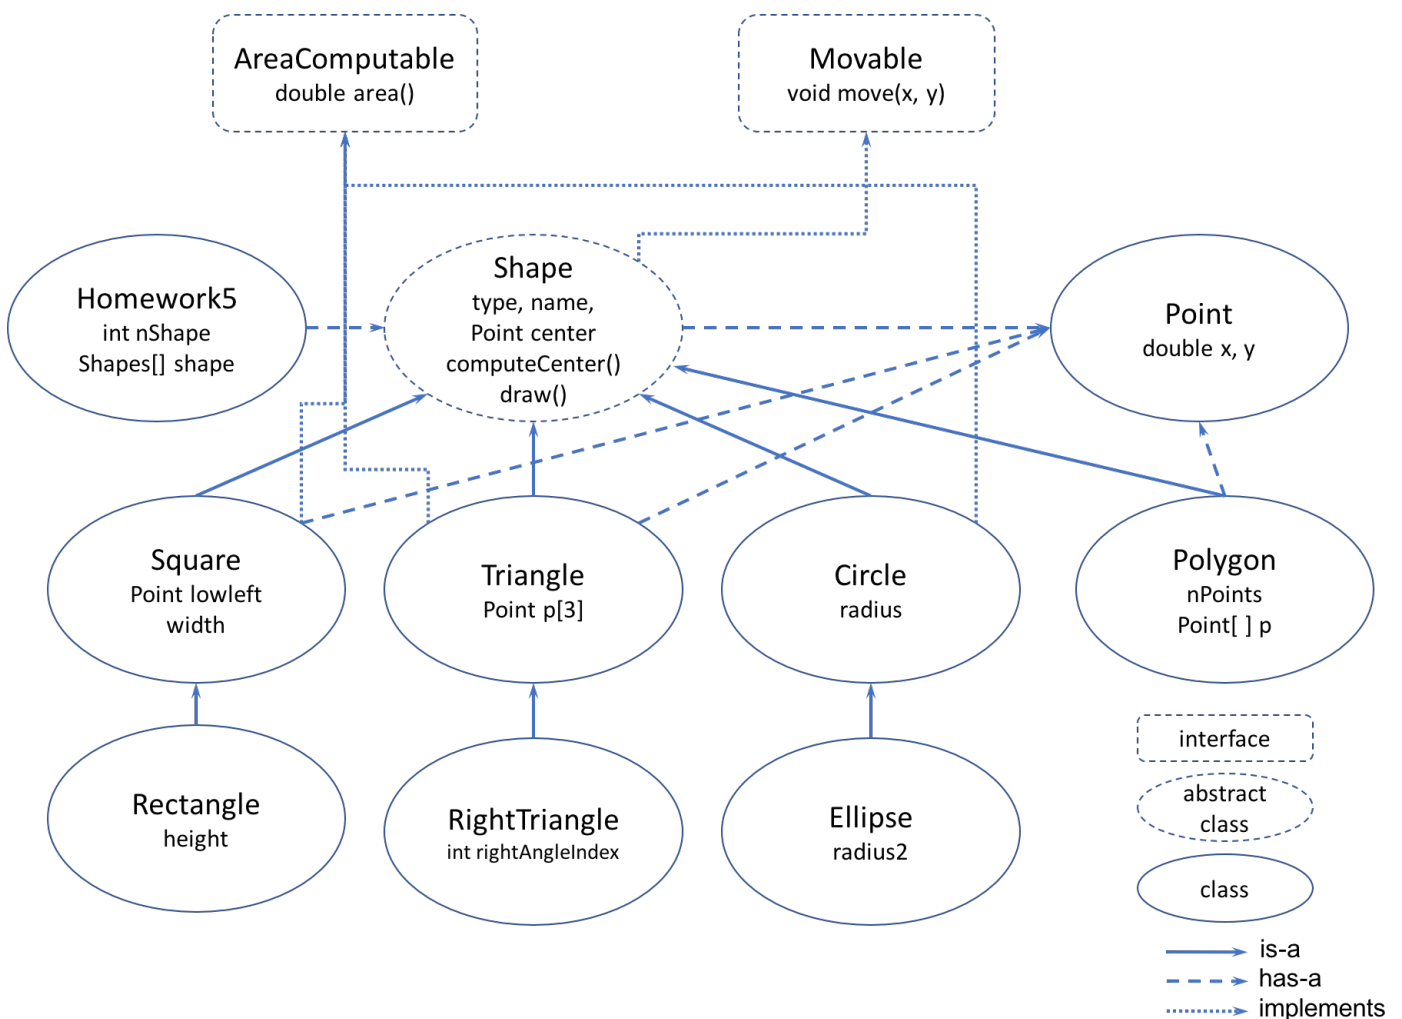 AreaComputable
double area()
Movable
void move(x, y)
Homework5
int nShape
Shapes[] shape
Shape
type, name,
Point center
computeCenter()
draw()
Point
double x, y
Square
Point lowleft
width
Triangle
Point p[3]
Circle
radius
Polygon
nPoints
Point[ ] p
Rectangle
height
RightTriangle
int rightAngleIndex
Ellipse
radius2
interface
abstract
class
class
is-a
has-a
implements